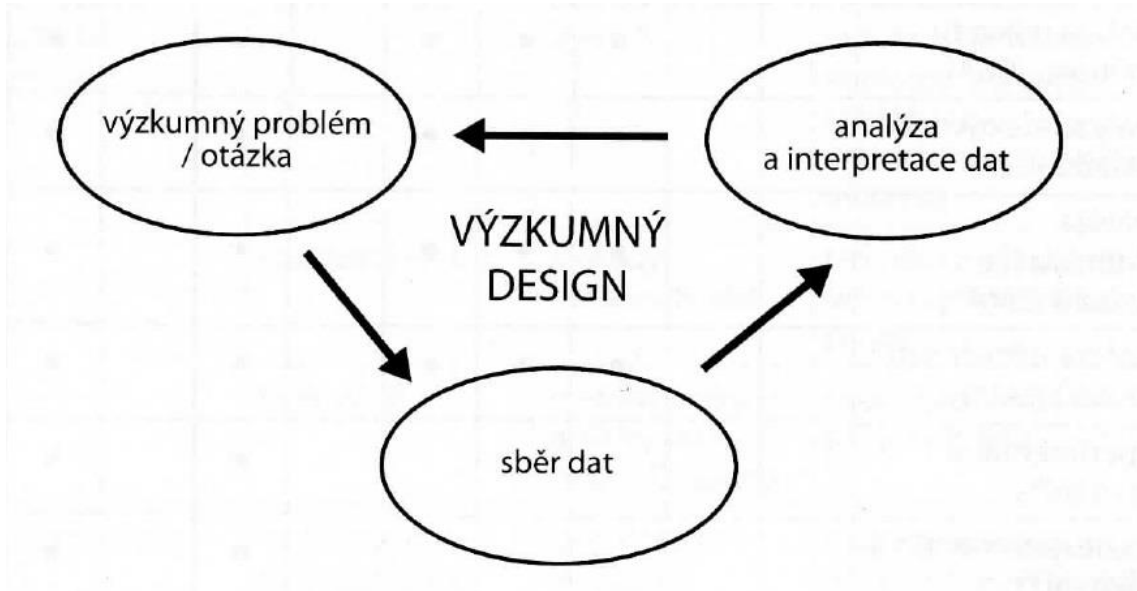 výzkumný problém
/ otázka
analýza
a interpretace dat
VÝZKUMNÝ
DESIGN
sběr dat